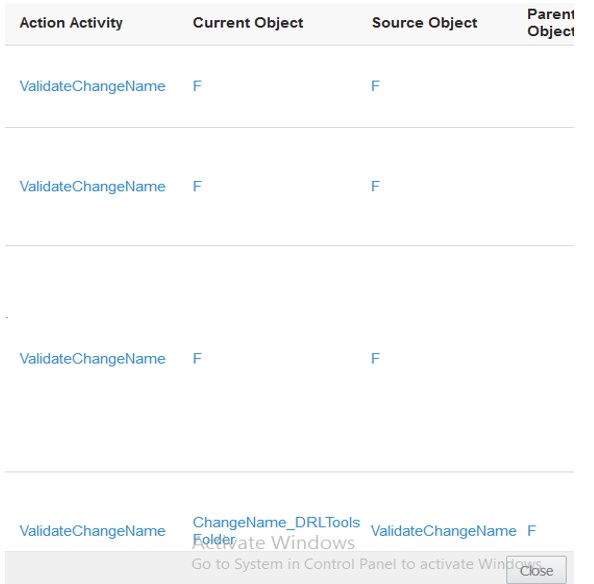 Action Activity Current Object Source Object Parent Object
ValidateChangeName F F
ValidateChangeName F F
ValidateChangeName F F
ValidateChangeName ChangeName_DRLTools Folder ValidateChangeName F
Activate Windows
Go to System in Control Panel to activate Windows.
Close